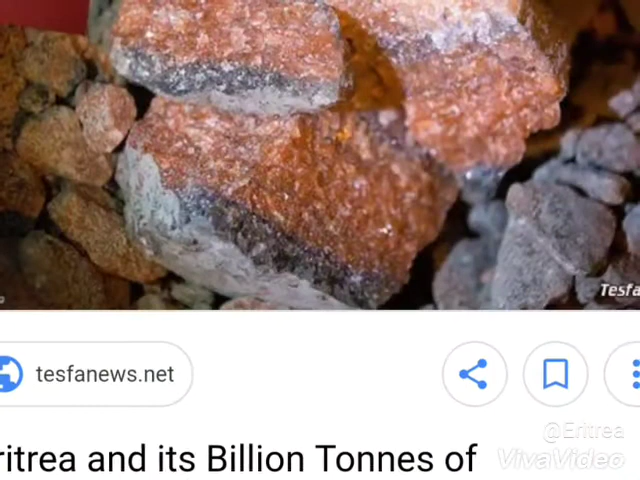 Tesfa
tesfanews.net
@Eritrea
ritrea and its Billion Tonnes of
VivaVideo